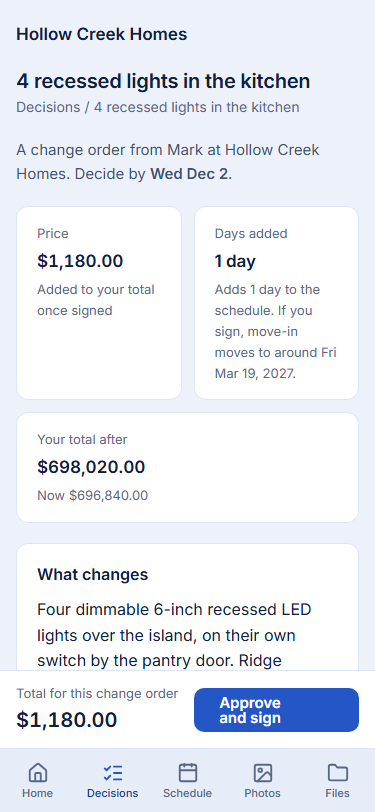 Hollow Creek Homes
4 recessed lights in the kitchen
Decisions / 4 recessed lights in the kitchen
A change order from Mark at Hollow Creek
Homes. Decide by Wed Dec 2.
Price
$1,180.00
Added to your total
once signed
Days added
1 day
Adds 1 day to the
schedule. If you
sign, move-in
moves to around Fri
Mar 19, 2027.
Your total after
$698,020.00
Now $696,840.00
What changes
Four dimmable 6-inch recessed LED
lights over the island, on their own
switch by the pantry door. Ridge
Total for this change order
$1,180.00
Approve
and sign
Home
Decisions
Schedule
Photos
Files